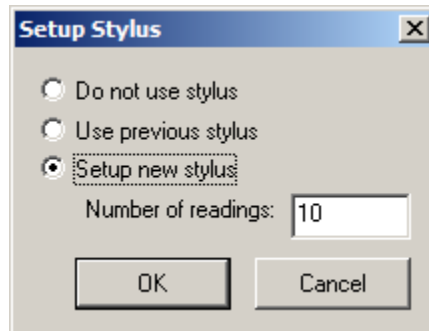 Setup Stylus
Do not use stylus
Use previous stylus
Setup new stylus
Number of readings: 10
OK Cancel